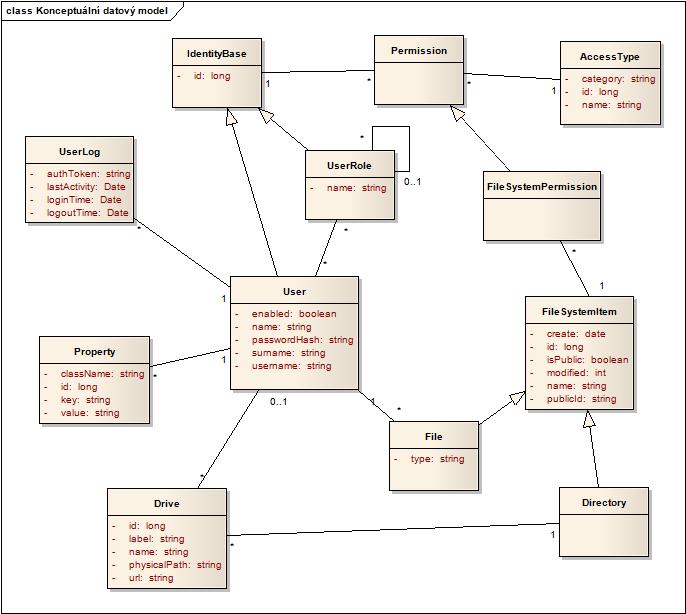 class Konceptuální datový model
IdentityBase
- id: long
Permission
AccessType
- category: string
- id: long
- name: string
1
*
*
1
UserLog
- authToken: string
- lastActivity: Date
- loginTime: Date
- logoutTime: Date
*
UserRole
- name: string
*
0..1
FileSystemPermission
*
*
*
1
1
User
- enabled: boolean
- name: string
- passwordHash: string
- surname: string
- username: string
FileSystemItem
- create: date
- id: long
- isPublic: boolean
- modified: int
- name: string
- publicId: string
Property
- className: string
- id: long
- key: string
- value: string
*
1
0..1
1
*
File
- type: string
*
Drive
- id: long
- label: string
- name: string
- physicalPath: string
- url: string
Directory
*
1